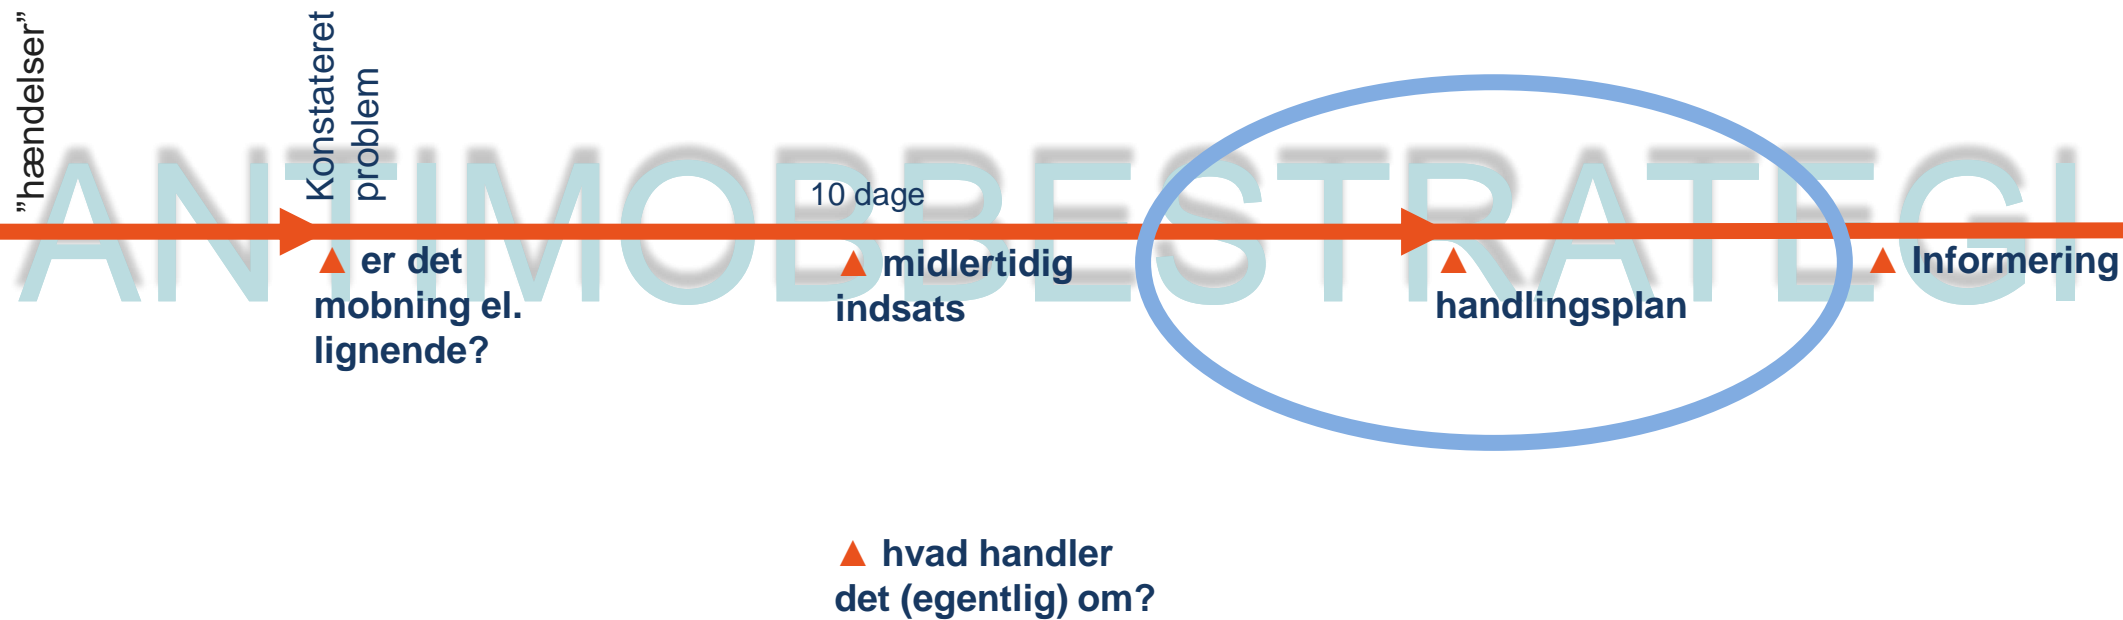 ”hændelser”
Konstateret
problem
ANTIMOBBESTRATEGI
10 dage
▲ er det
mobning el.
lignende?
▲ midlertidig
indsats
▲
handlingsplan
▲ Informering
▲ hvad handler
det (egentlig) om?